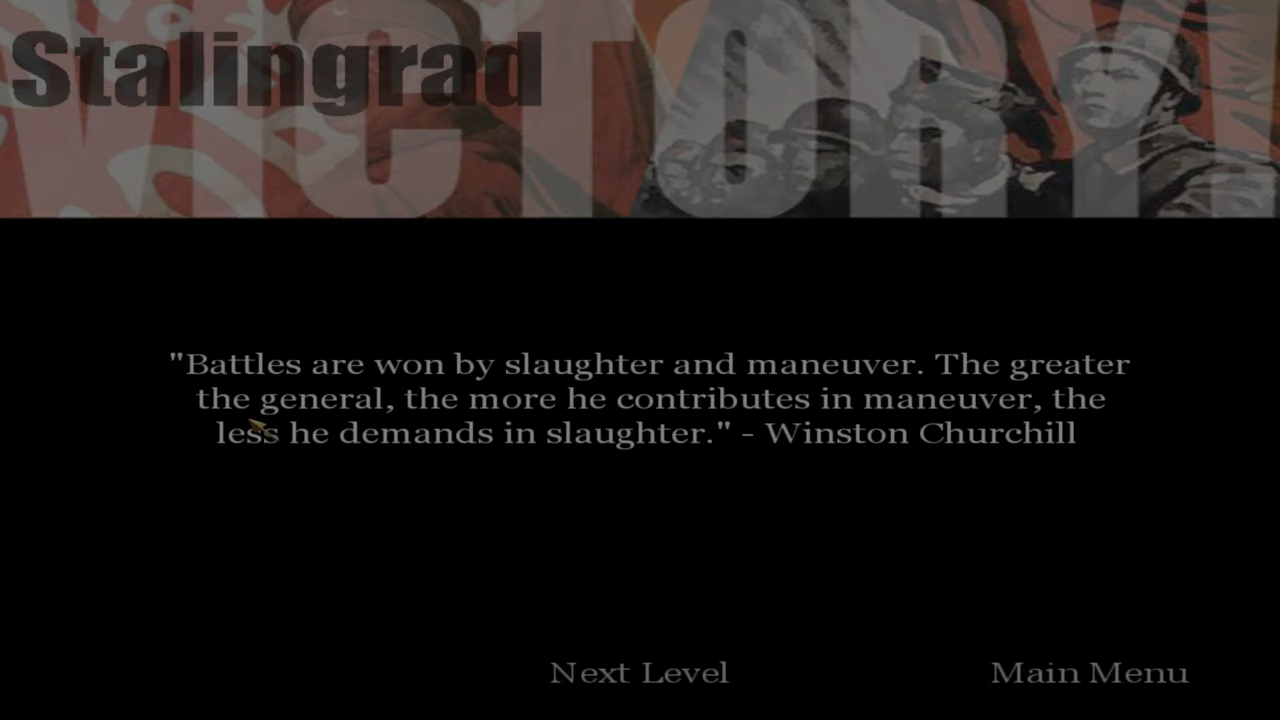 Stalingrad
VICTORY
"Battles are won by slaughter and maneuver. The greater
the general, the more he contributes in maneuver, the
less he demands in slaughter." - Winston Churchill
Next Level
Main Menu